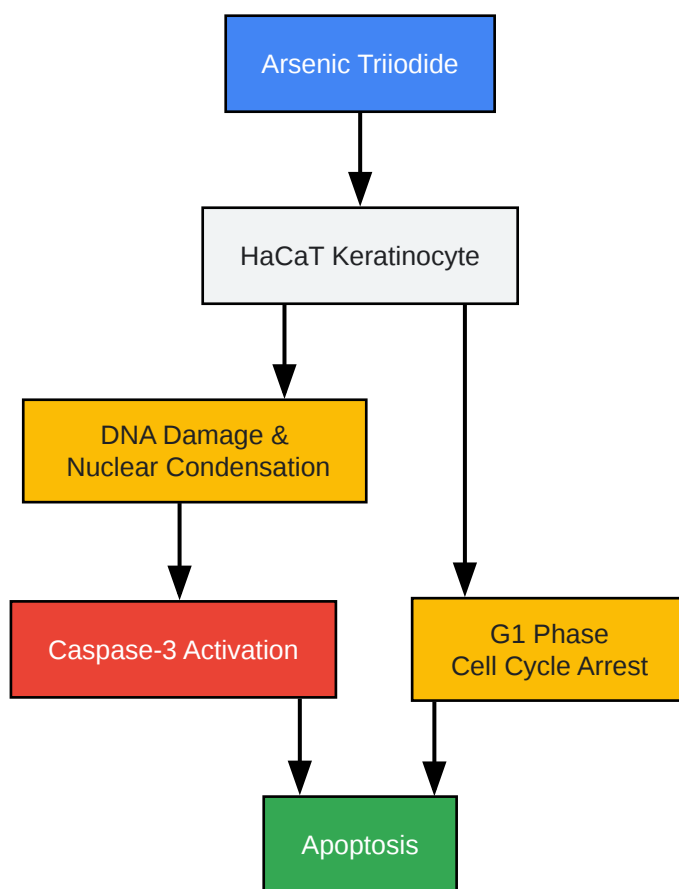 Arsenic Triiodide
HaCaT Keratinocyte
DNA Damage &
Nuclear Condensation
Caspase-3 Activation
G1 Phase
Cell Cycle Arrest
Apoptosis